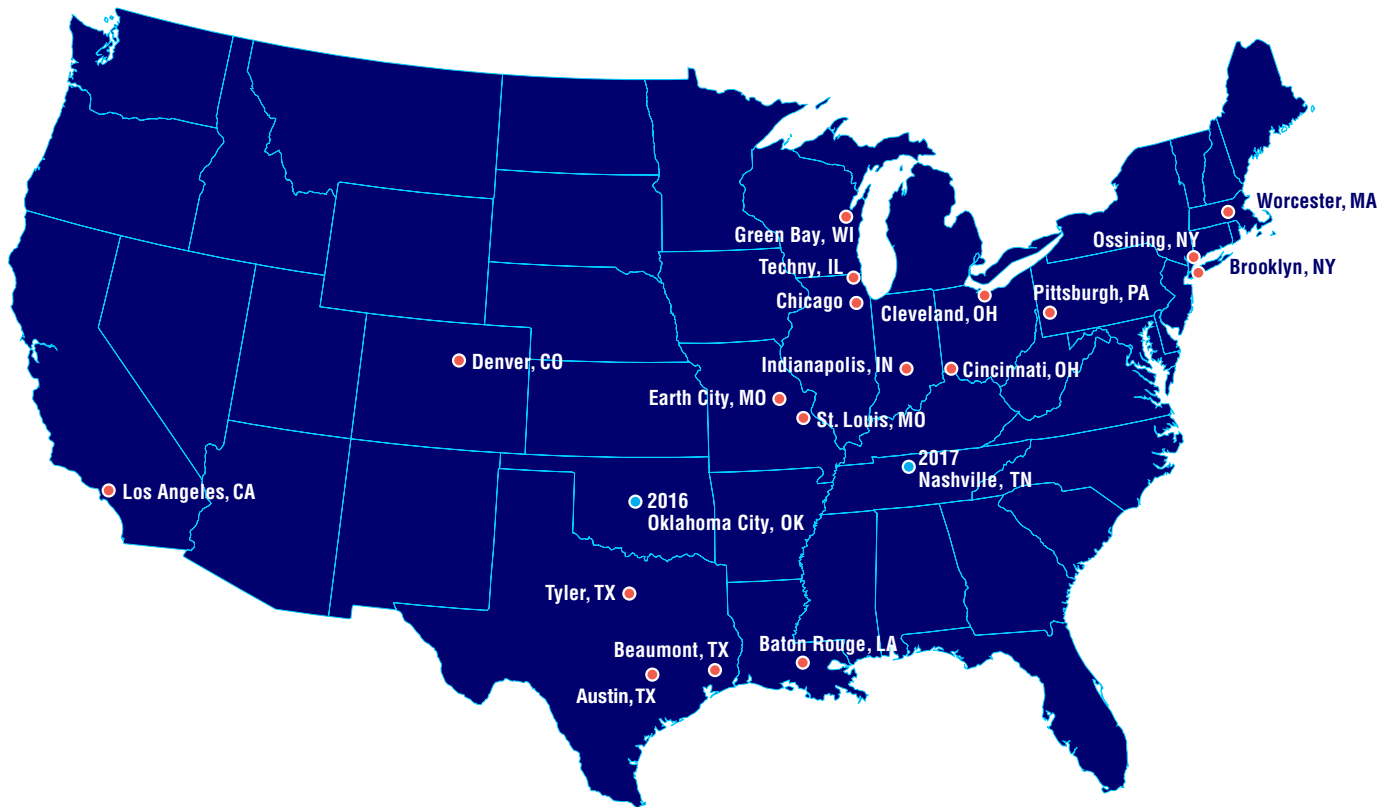 Worcester, MA
Green Bay, WI
Ossining, NY
Techny, IL
Brooklyn, NY
Chicago
Cleveland, OH
Pittsburgh, PA
Denver, CO
Indianapolis, IN
Cincinnati, OH
Earth City, MO
St. Louis, MO
2017
Nashville, TN
Los Angeles, CA
2016
Oklahoma City, OK
Tyler, TX
Beaumont, TX
Baton Rouge, LA
Austin, TX